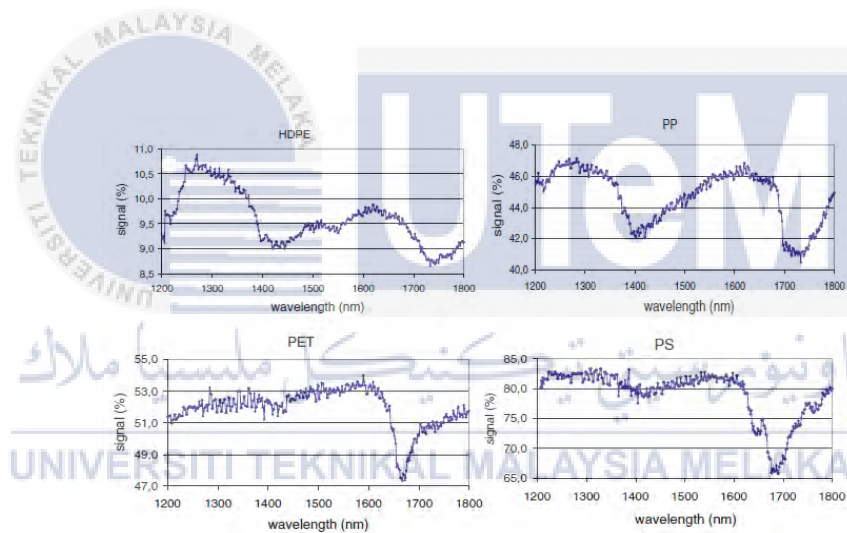 UNIVERSITI TEKNIKAL MALAYSIA MELAKA
UTeM
HDPE
signal (%)
11,0
10,5
10,0
9,5
9,0
8,5
1200 1300 1400 1500 1600 1700 1800
wavelength (nm)
PP
signal (%)
48,0
46,0
44,0
42,0
40,0
1200 1300 1400 1500 1600 1700 1800
wavelength (nm)
اونيۏرسيتي تيكنيكل مليسيا ملاك
PET
signal (%)
55,0
53,0
51,0
49,0
47,0
1200 1300 1400 1500 1600 1700 1800
wavelength (nm)
PS
signal (%)
85,0
80,0
75,0
70,0
65,0
1200 1300 1400 1500 1600 1700 1800
wavelength (nm)
UNIVERSITI TEKNIKAL MALAYSIA MELAKA